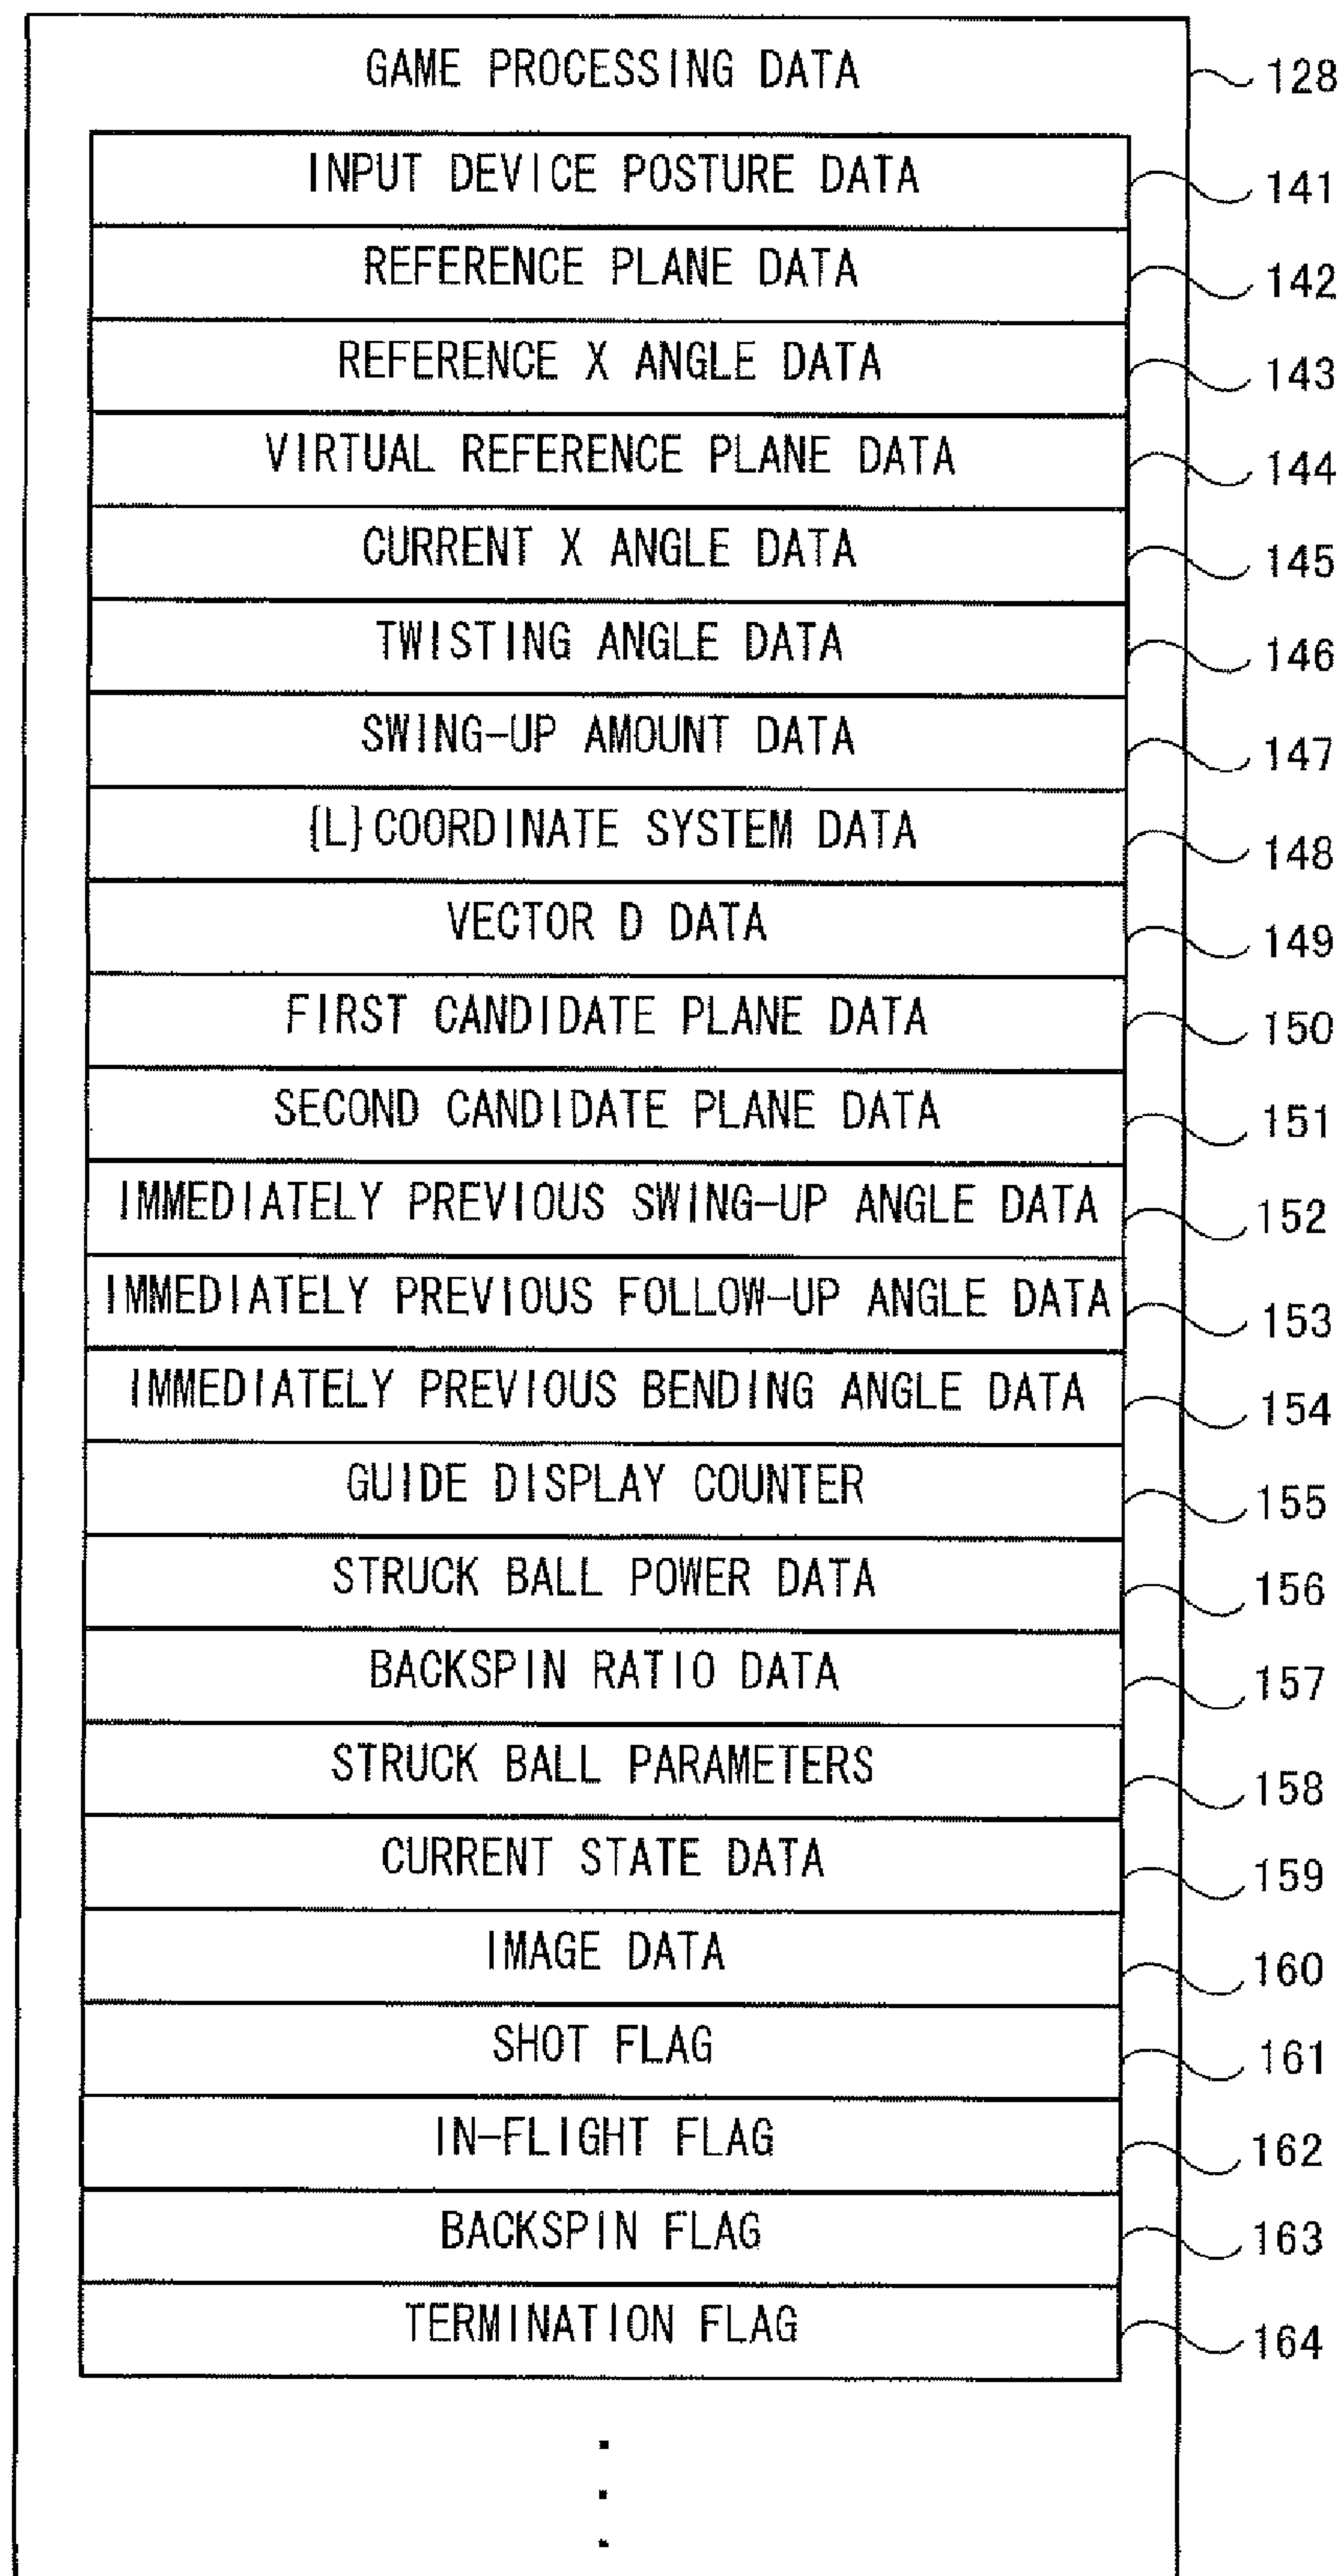 GAME PROCESSING DATA 128
INPUT DEVICE POSTURE DATA 141
REFERENCE PLANE DATA 142
REFERENCE X ANGLE DATA 143
VIRTUAL REFERENCE PLANE DATA 144
CURRENT X ANGLE DATA 145
TWISTING ANGLE DATA 146
SWING-UP AMOUNT DATA 147
{L}COORDINATE SYSTEM DATA 148
VECTOR D DATA 149
FIRST CANDIDATE PLANE DATA 150
SECOND CANDIDATE PLANE DATA 151
IMMEDIATELY PREVIOUS SWING-UP ANGLE DATA 152
IMMEDIATELY PREVIOUS FOLLOW-UP ANGLE DATA 153
IMMEDIATELY PREVIOUS BENDING ANGLE DATA 154
GUIDE DISPLAY COUNTER 155
STRUCK BALL POWER DATA 156
BACKSPIN RATIO DATA 157
STRUCK BALL PARAMETERS 158
CURRENT STATE DATA 159
IMAGE DATA 160
SHOT FLAG 161
IN-FLIGHT FLAG 162
BACKSPIN FLAG 163
TERMINATION FLAG 164